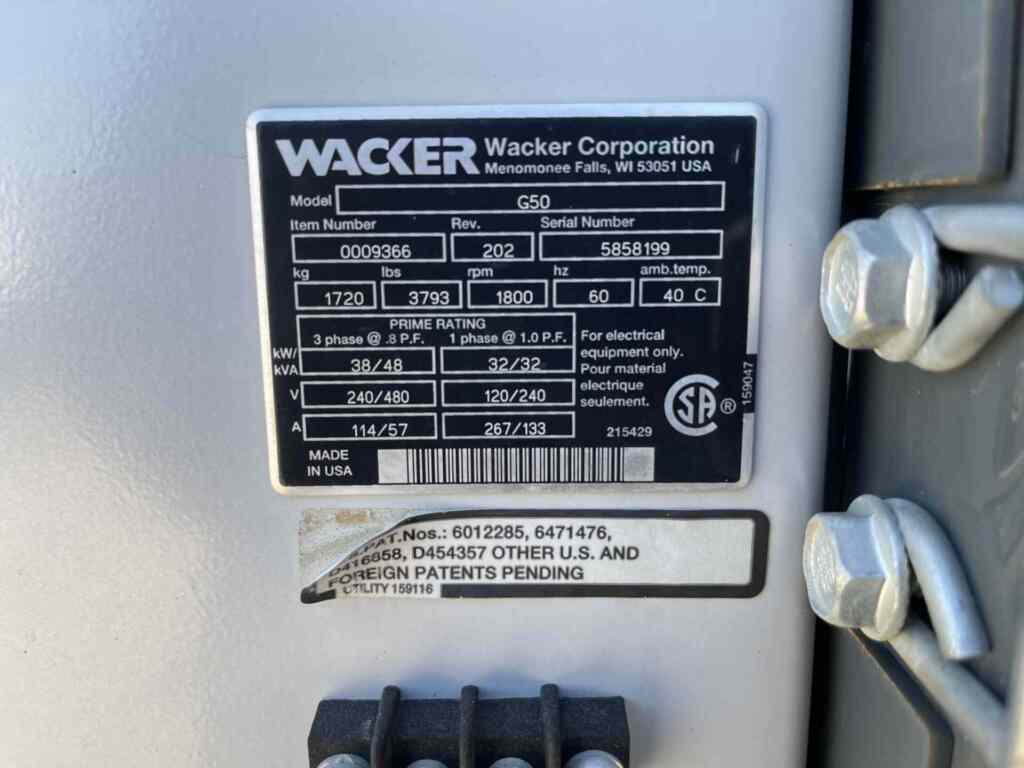 WACKER Wacker Corporation
Menomonee Falls, WI 53051 USA
Model G50
Item Number Rev. Serial Number
0009366 202 5858199
kg lbs rpm hz amb.temp.
1720 3793 1800 60 40 C
PRIME RATING
3 phase @ .8 P.F. 1 phase @ 1.0 P.F.
kW/kVA 38/48 32/32
V 240/480 120/240
A 114/57 267/133
For electrical
equipment only.
Pour material
electrique
seulement.
215429
CSA ®
159047
MADE
IN USA
PAT.Nos.: 6012285, 6471476,
D416858, D454357 OTHER U.S. AND
FOREIGN PATENTS PENDING
UTILITY 159116